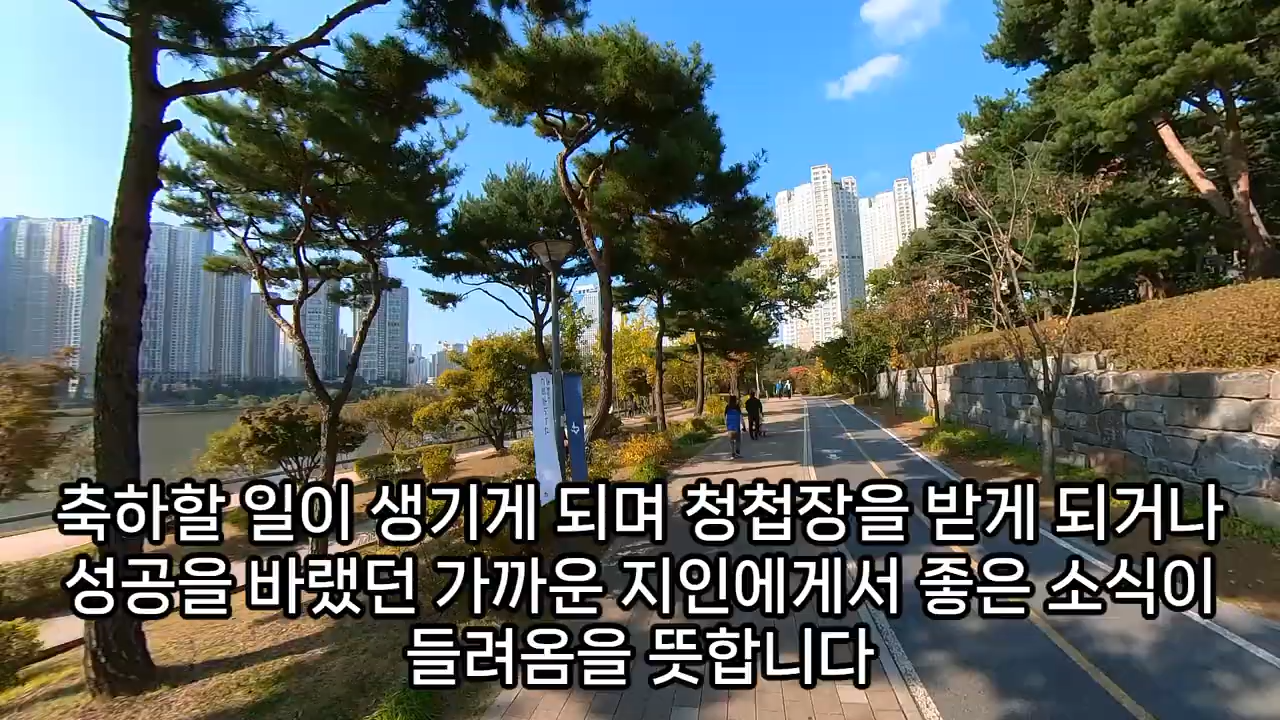 축하할 일이 생기게 되며 청첩장을 받게 되거나
성공을 바랬던 가까운 지인에게서 좋은 소식이
들려옴을 뜻합니다